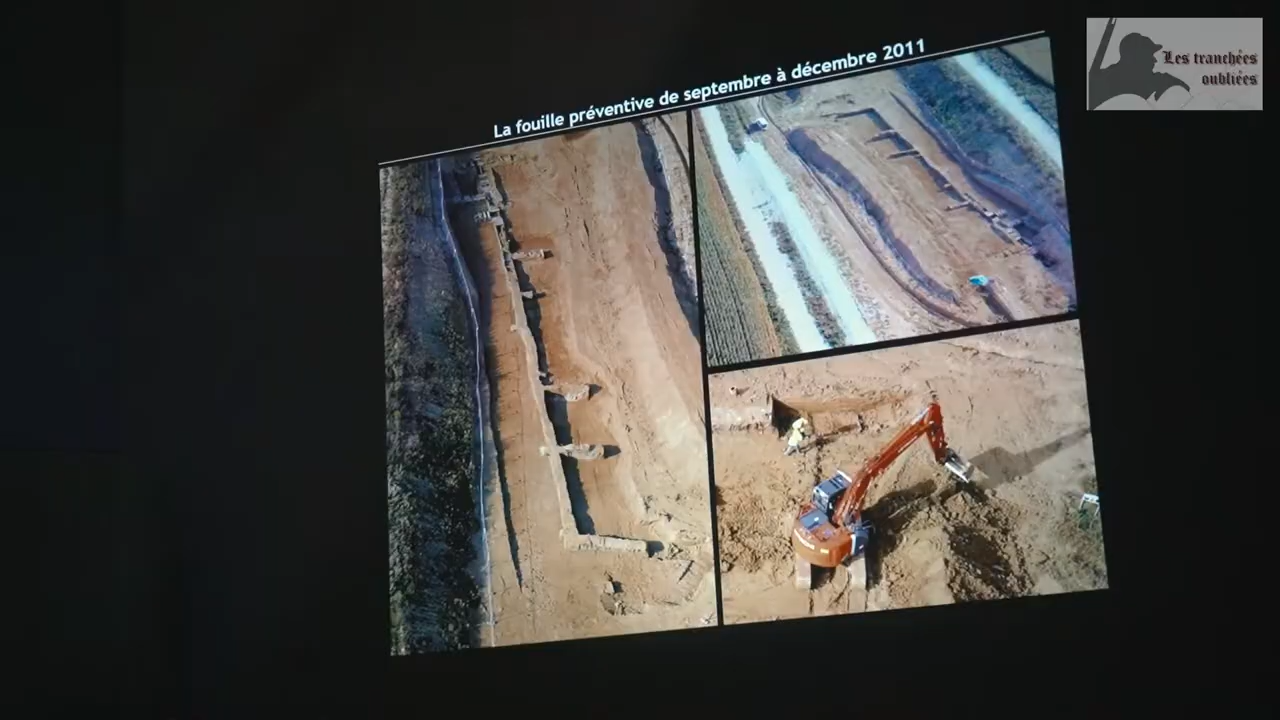 La fouille préventive de septembre à décembre 2011
Les tranchées
oubliées